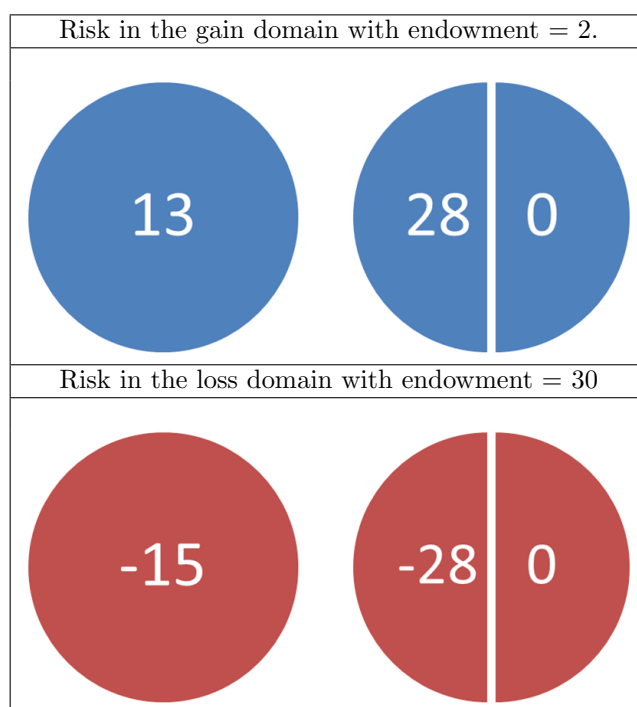 Risk in the gain domain with endowment = 2.
13 28 0
Risk in the loss domain with endowment = 30
-15 -28 0